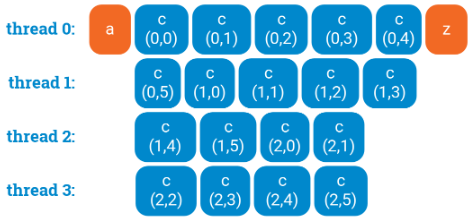 thread 0: a c (0,0) c (0,1) c (0,2) c (0,3) c (0,4) z
thread 1: c (0,5) c (1,0) c (1,1) c (1,2) c (1,3)
thread 2: c (1,4) c (1,5) c (2,0) c (2,1)
thread 3: c (2,2) c (2,3) c (2,4) c (2,5)